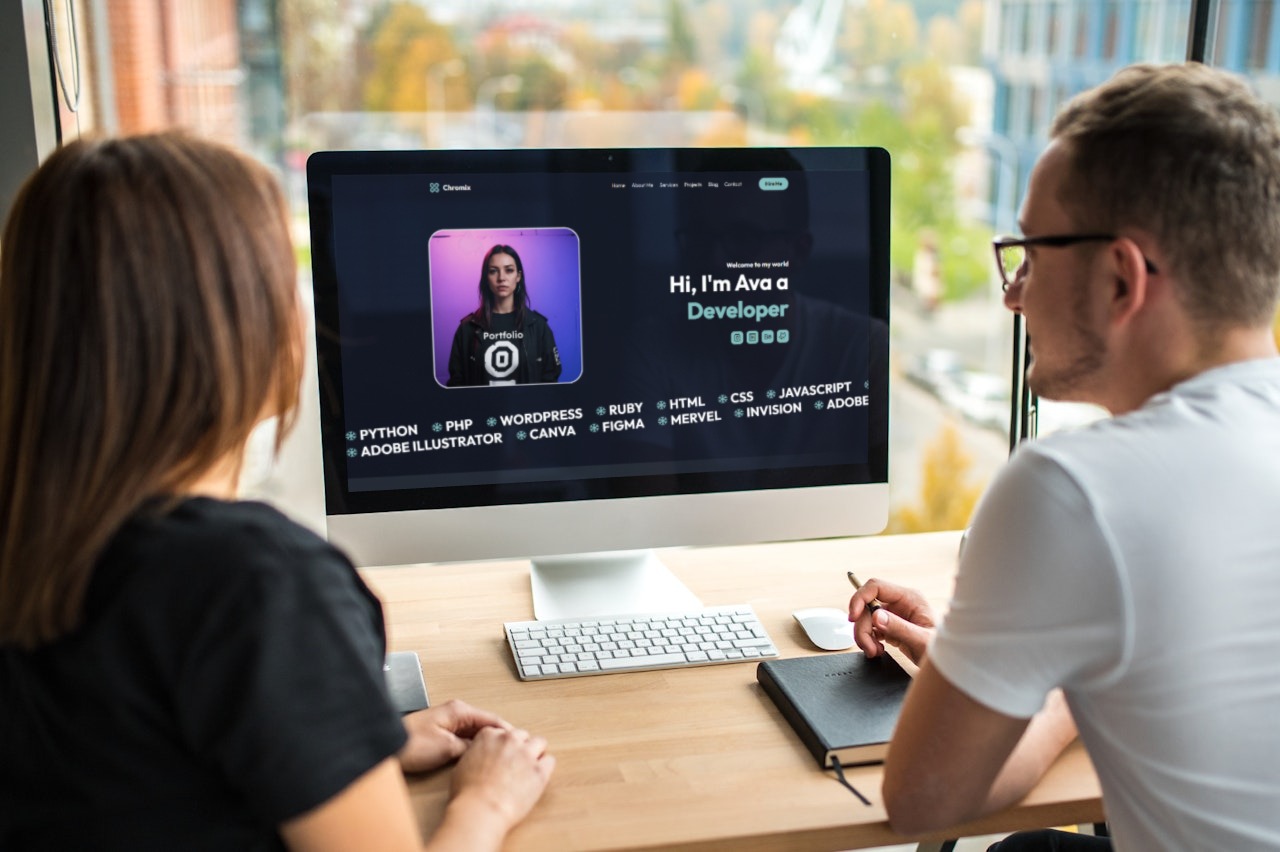 Chromix
Home About Me Services Projects Blog Contact
Hire Me
Welcome to my world
Hi, I'm Ava a
Developer
Portfolio
PYTHON PHP WORDPRESS RUBY HTML CSS JAVASCRIPT
ADOBE ILLUSTRATOR CANVA FIGMA MERVEL INVISION ADOBE